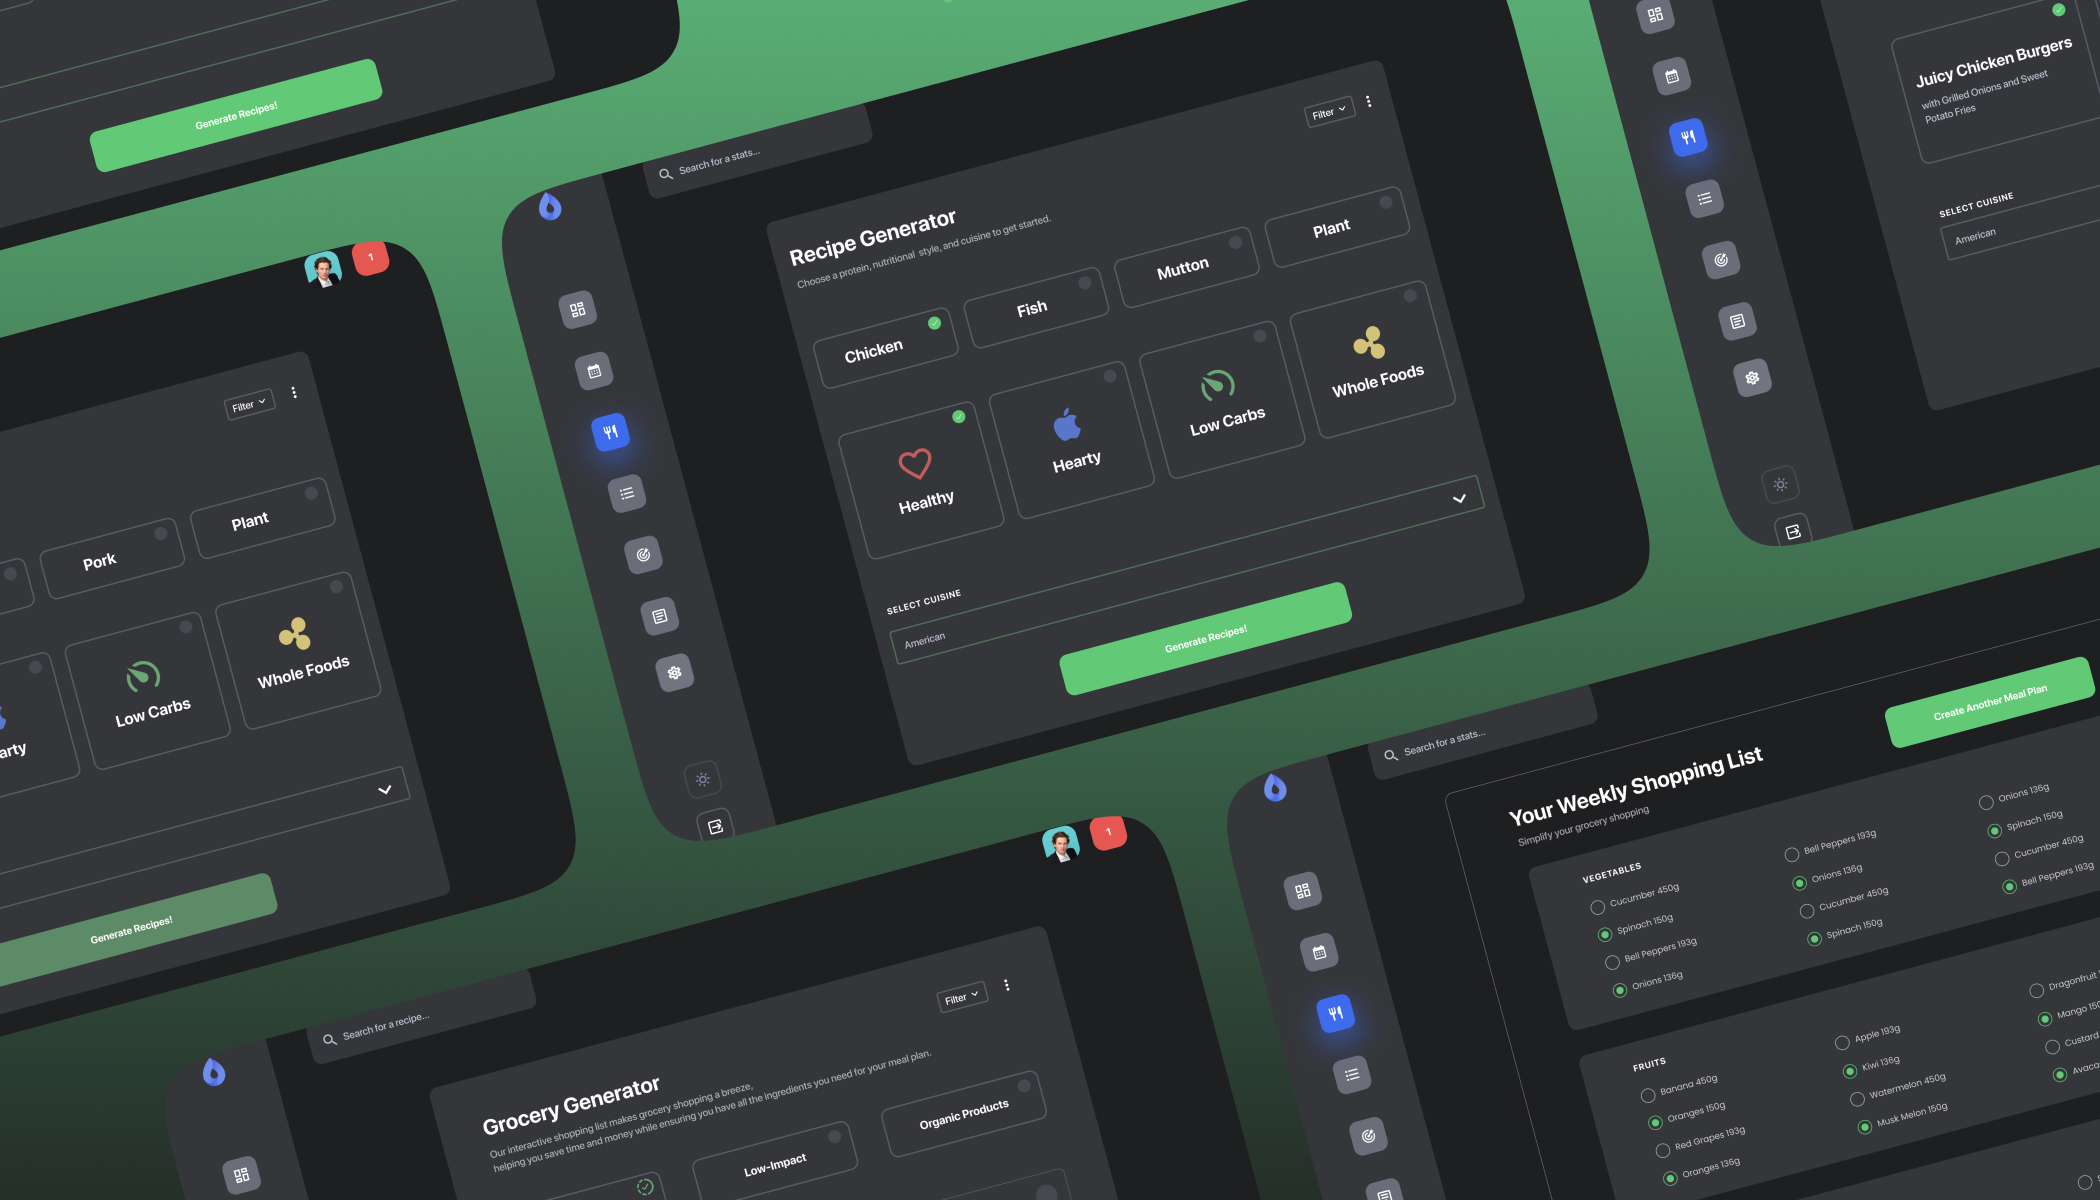 Generate Recipes!
1
Filter
Pork
Plant
arty
Low Carbs
Whole Foods
Generate Recipes!
Search for a stats...
Filter
Recipe Generator
Choose a protein, nutritional style, and cuisine to get started.
Chicken
Fish
Mutton
Plant
Healthy
Hearty
Low Carbs
Whole Foods
SELECT CUISINE
American
Generate Recipes!
Juicy Chicken Burgers
with Grilled Onions and Sweet
Potato Fries
SELECT CUISINE
American
1
Search for a recipe...
Filter
Grocery Generator
Our interactive shopping list makes grocery shopping a breeze,
helping you save time and money while ensuring you have all the ingredients you need for your meal plan.
Low-Impact
Organic Products
Search for a stats...
Create Another Meal Plan
Your Weekly Shopping List
Simplify your grocery shopping
VEGETABLES
Cucumber 450g
Spinach 150g
Bell Peppers 193g
Onions 136g
Bell Peppers 193g
Onions 136g
Cucumber 450g
Spinach 150g
Onions 136g
Spinach 150g
Cucumber 450g
Bell Peppers 193g
FRUITS
Banana 450g
Oranges 150g
Red Grapes 193g
Oranges 136g
Apple 193g
Kiwi 136g
Watermelon 450g
Musk Melon 150g
Dragonfruit
Mango 150
Custard
Avaca